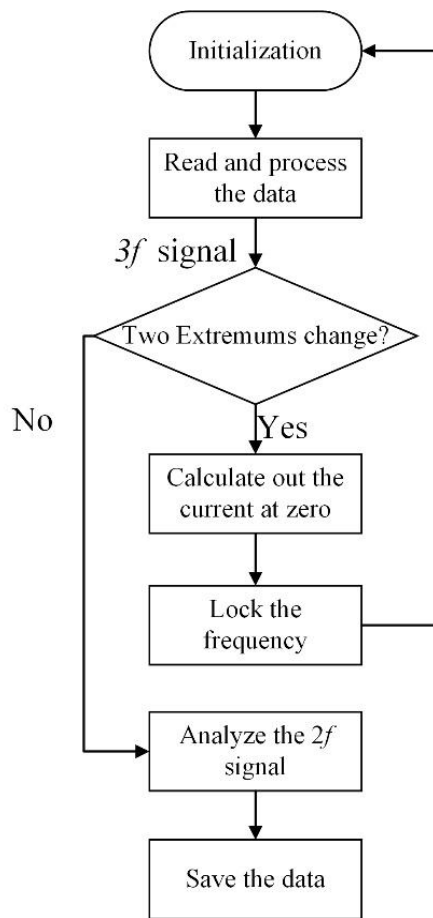 Initialization
Read and process
the data
3f signal
Two Extremums change?
No
Yes
Calculate out the
current at zero
Lock the
frequency
Analyze the 2f
signal
Save the data